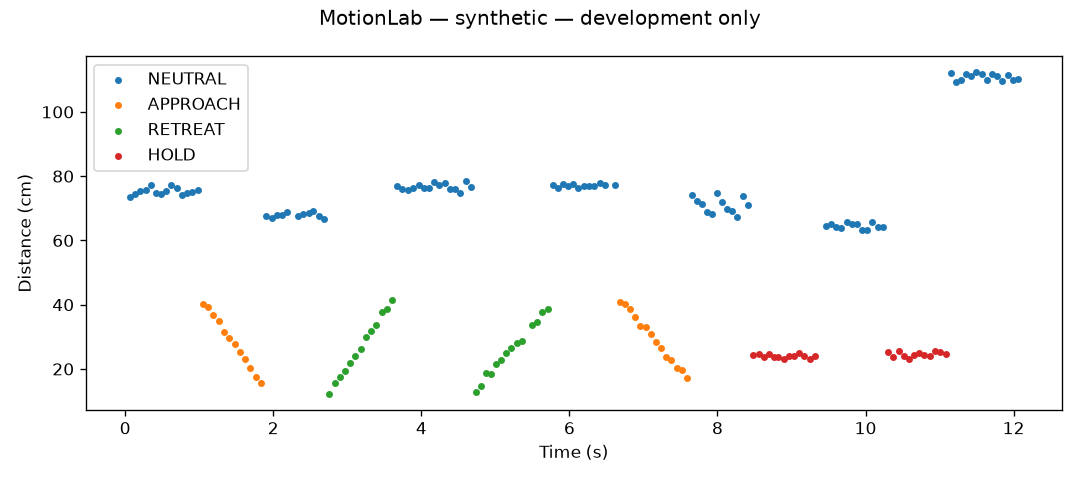 MotionLab — synthetic — development only
NEUTRAL
APPROACH
RETREAT
HOLD
Distance (cm)
100
80
60
40
20
0 2 4 6 8 10 12
Time (s)